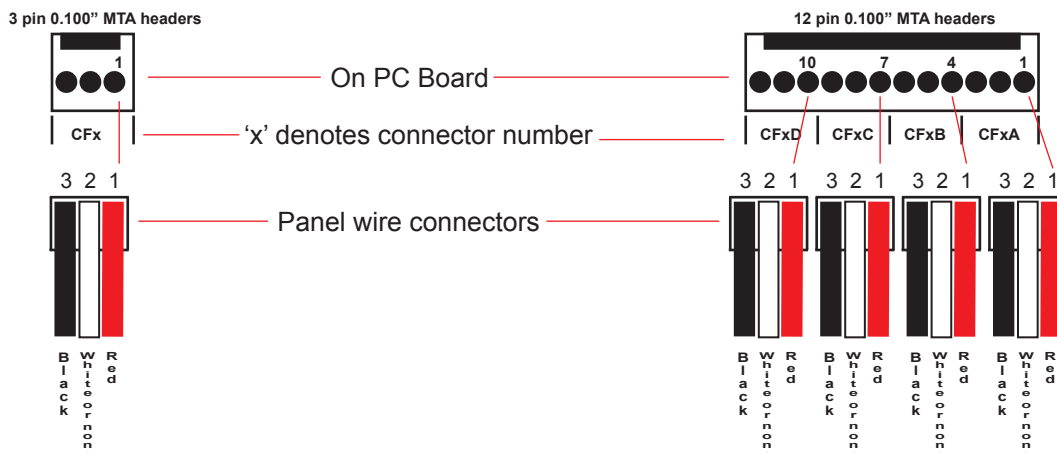 3 pin 0.100” MTA headers
12 pin 0.100” MTA headers
1
10 7 4 1
On PC Board
CFx
‘x’ denotes connector number
CFxD CFxC CFxB CFxA
3 2 1
3 2 1 3 2 1 3 2 1 3 2 1
Panel wire connectors
Black
White or non
Red
Black
White or non
Red
Black
White or non
Red
Black
White or non
Red
Black
White or non
Red